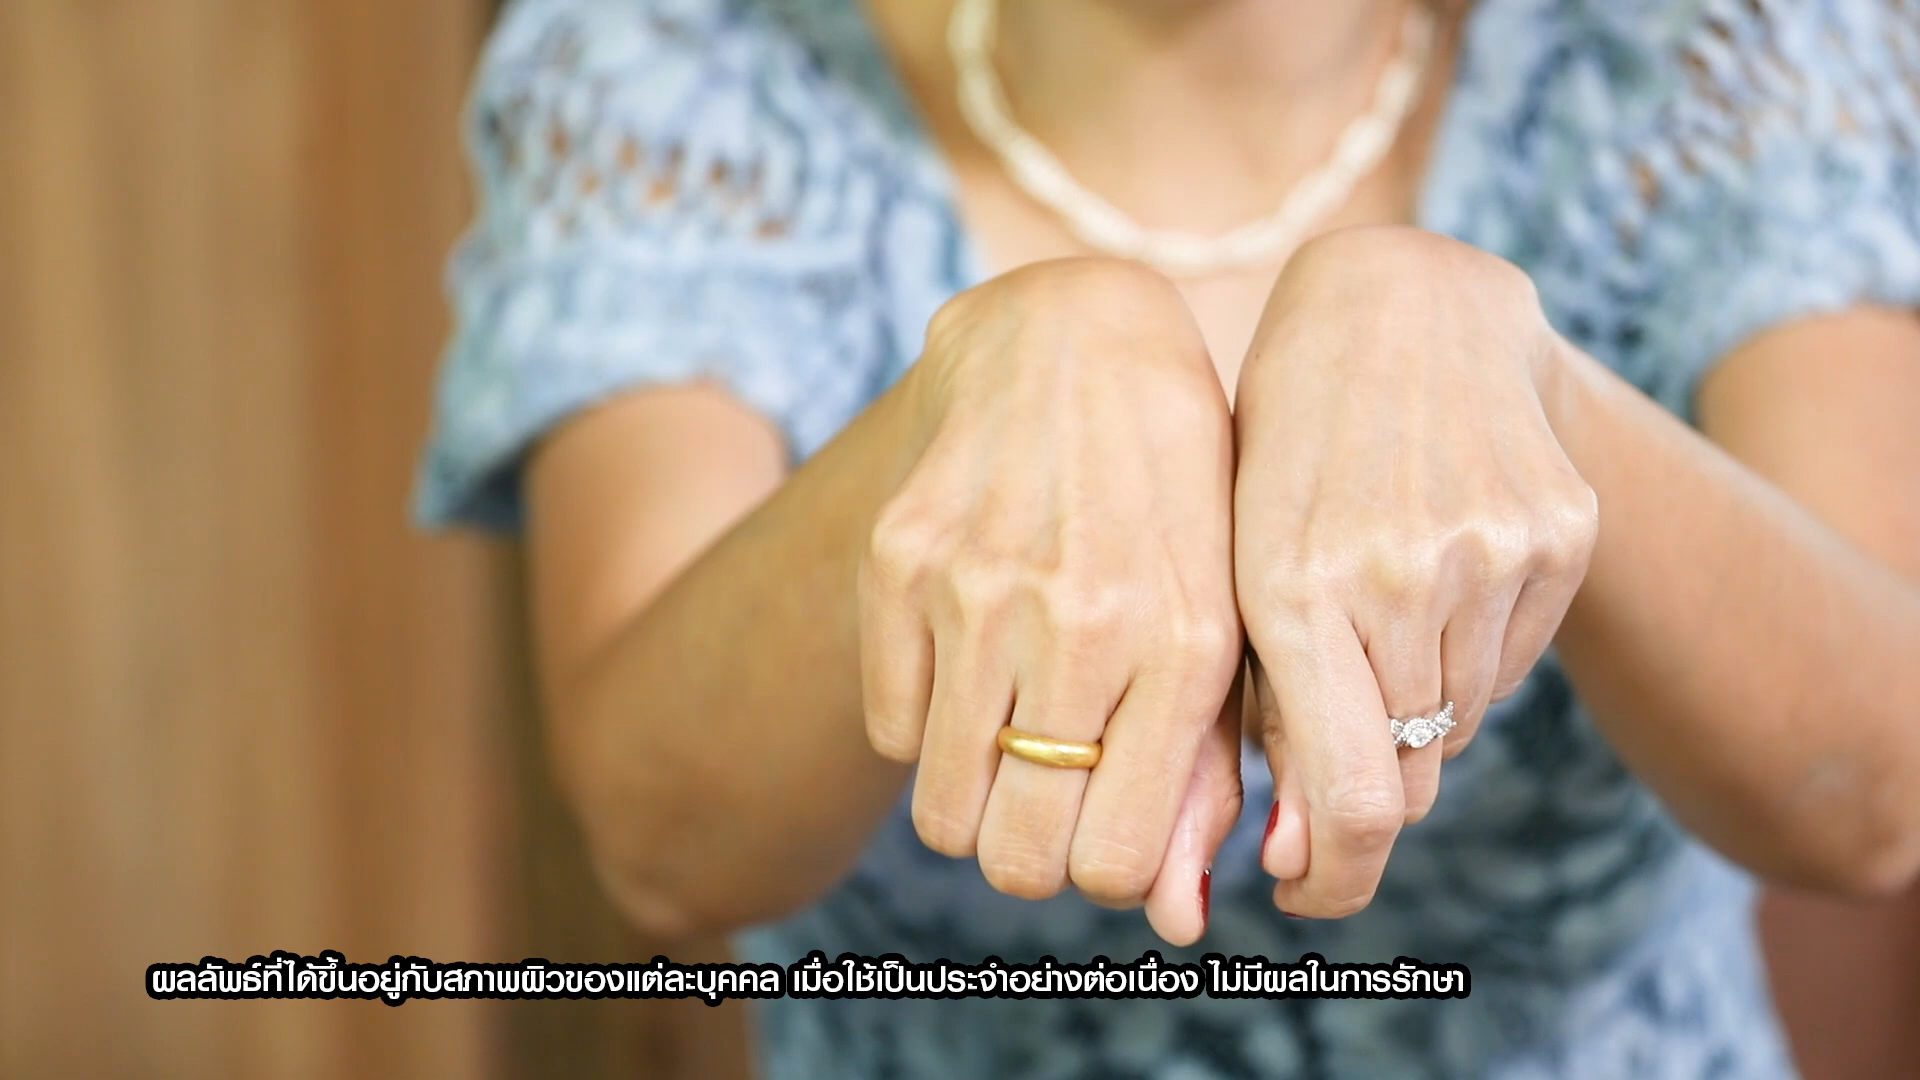 ผลลัพธ์ที่ได้ขึ้นอยู่กับสภาพผิวของแต่ละบุคคล เมื่อใช้เป็นประจำอย่างต่อเนื่อง ไม่มีผลในการรักษา